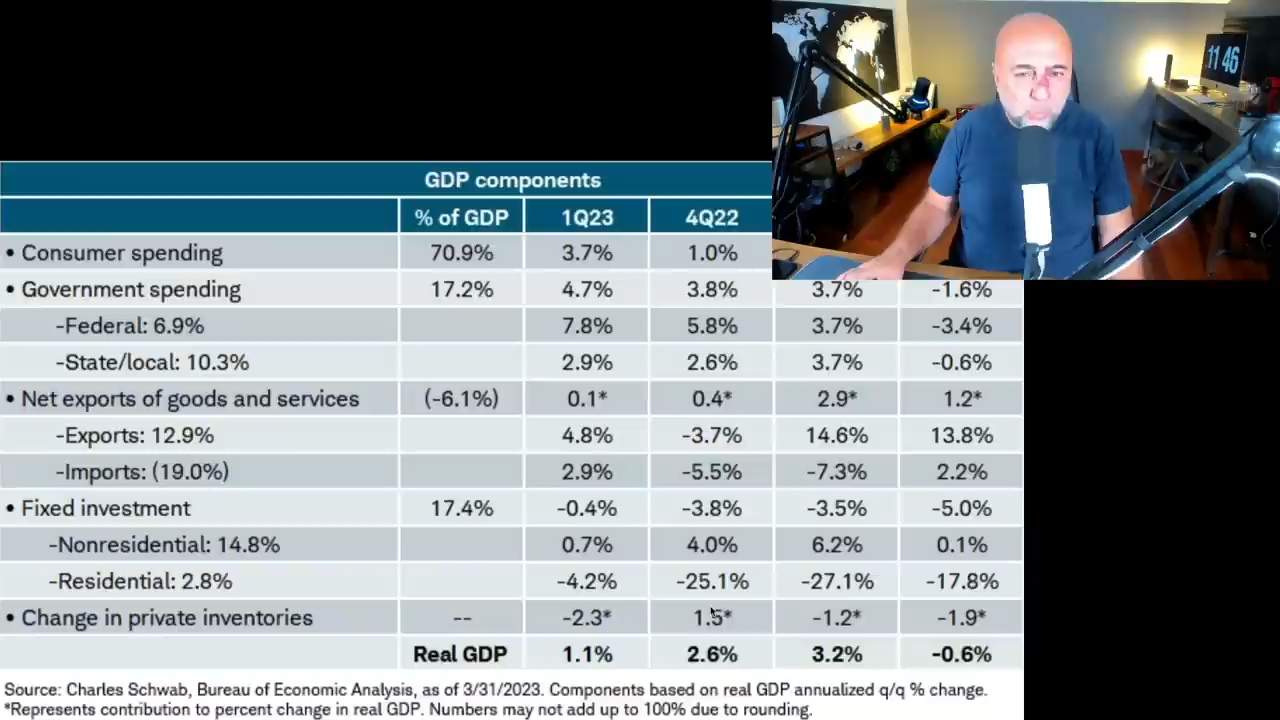 11 46
GDP components
% of GDP 1Q23 4Q22
• Consumer spending 70.9% 3.7% 1.0%
• Government spending 17.2% 4.7% 3.8% 3.7% -1.6%
-Federal: 6.9% 7.8% 5.8% 3.7% -3.4%
-State/local: 10.3% 2.9% 2.6% 3.7% -0.6%
• Net exports of goods and services (-6.1%) 0.1* 0.4* 2.9* 1.2*
-Exports: 12.9% 4.8% -3.7% 14.6% 13.8%
-Imports: (19.0%) 2.9% -5.5% -7.3% 2.2%
• Fixed investment 17.4% -0.4% -3.8% -3.5% -5.0%
-Nonresidential: 14.8% 0.7% 4.0% 6.2% 0.1%
-Residential: 2.8% -4.2% -25.1% -27.1% -17.8%
• Change in private inventories -- -2.3* 1.5* -1.2* -1.9*
Real GDP 1.1% 2.6% 3.2% -0.6%
Source: Charles Schwab, Bureau of Economic Analysis, as of 3/31/2023. Components based on real GDP annualized q/q % change.
*Represents contribution to percent change in real GDP. Numbers may not add up to 100% due to rounding.